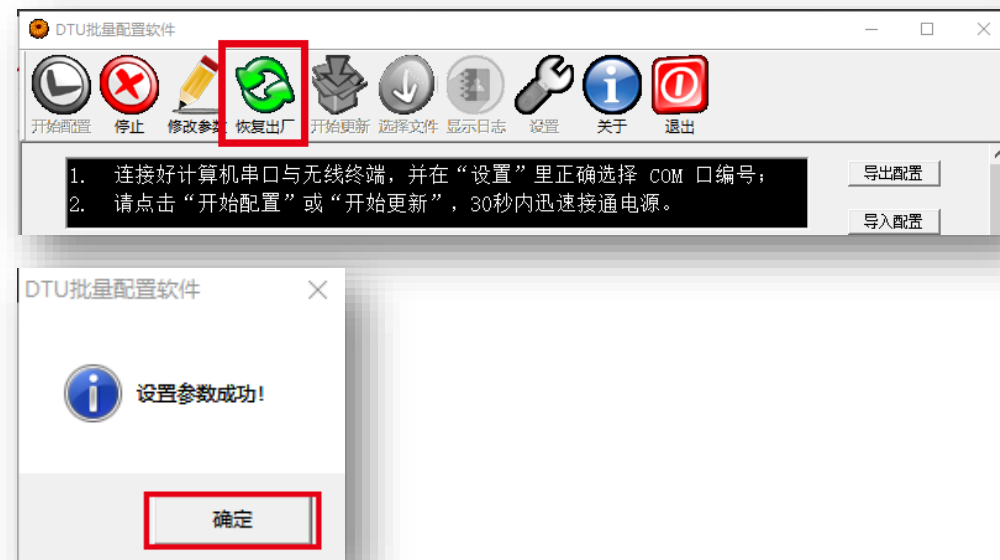 DTU批量配置软件
开始配置 停止 修改参数 恢复出厂 开始更新 选择文件 显示日志 设置 关于 退出
1. 连接好计算机串口与无线终端，并在“设置”里正确选择 COM 口编号；
2. 请点击“开始配置”或“开始更新”，30秒内迅速接通电源。
导出配置
导入配置
DTU批量配置软件
设置参数成功!
确定